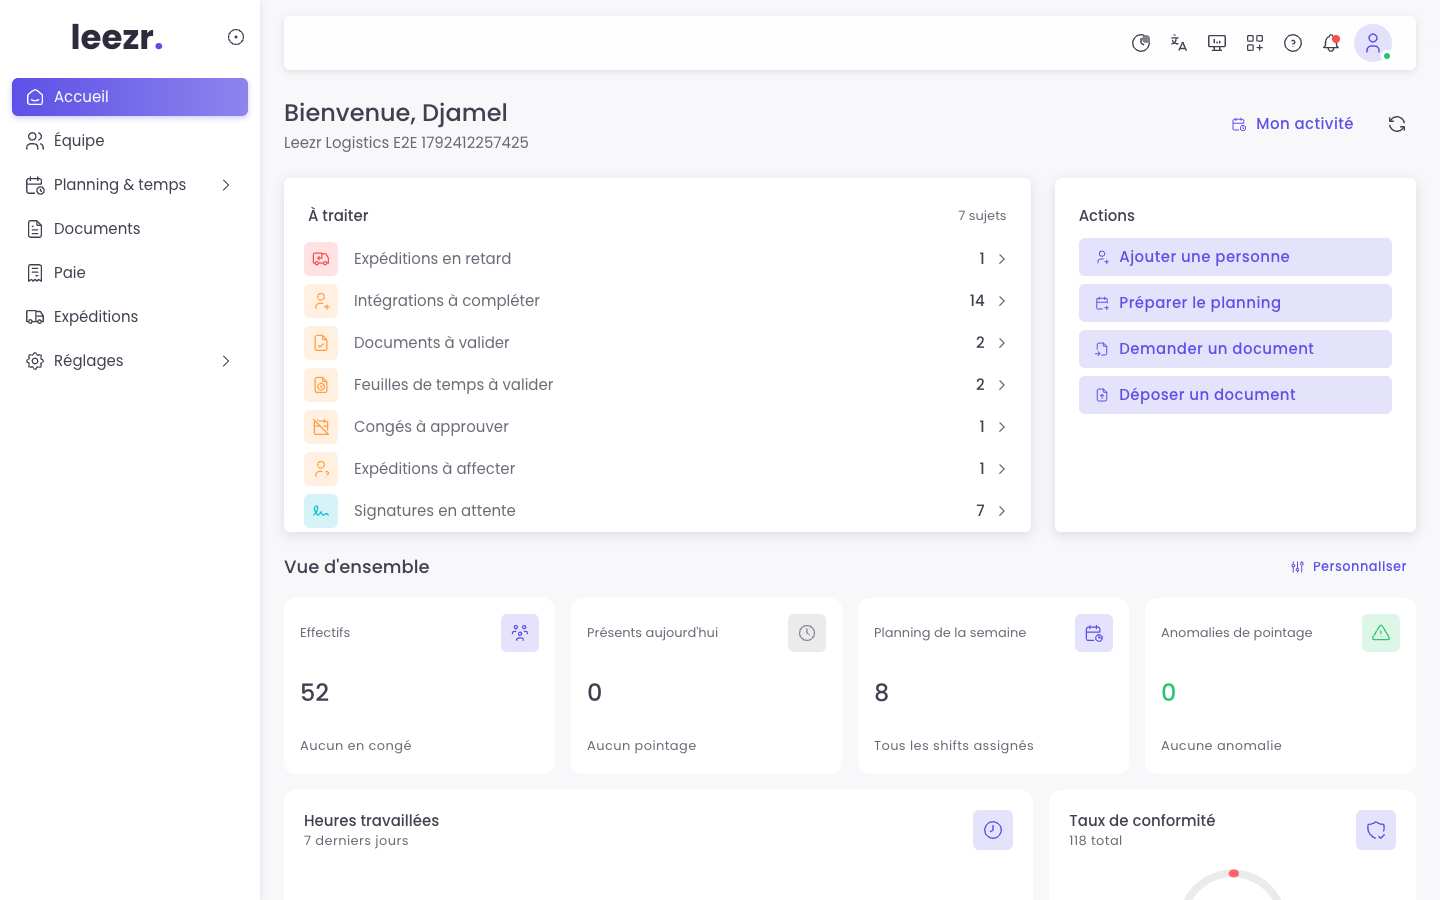 leezr.
Accueil
Équipe
Planning & temps
Documents
Paie
Expéditions
Réglages
Bienvenue, Djamel
Leezr Logistics E2E 1792412257425
Mon activité
À traiter
7 sujets
Expéditions en retard 1
Intégrations à compléter 14
Documents à valider 2
Feuilles de temps à valider 2
Congés à approuver 1
Expéditions à affecter 1
Signatures en attente 7
Actions
Ajouter une personne
Préparer le planning
Demander un document
Déposer un document
Vue d'ensemble
Personnaliser
Effectifs
52
Aucun en congé
Présents aujourd'hui
0
Aucun pointage
Planning de la semaine
8
Tous les shifts assignés
Anomalies de pointage
0
Aucune anomalie
Heures travaillées
7 derniers jours
Taux de conformité
118 total